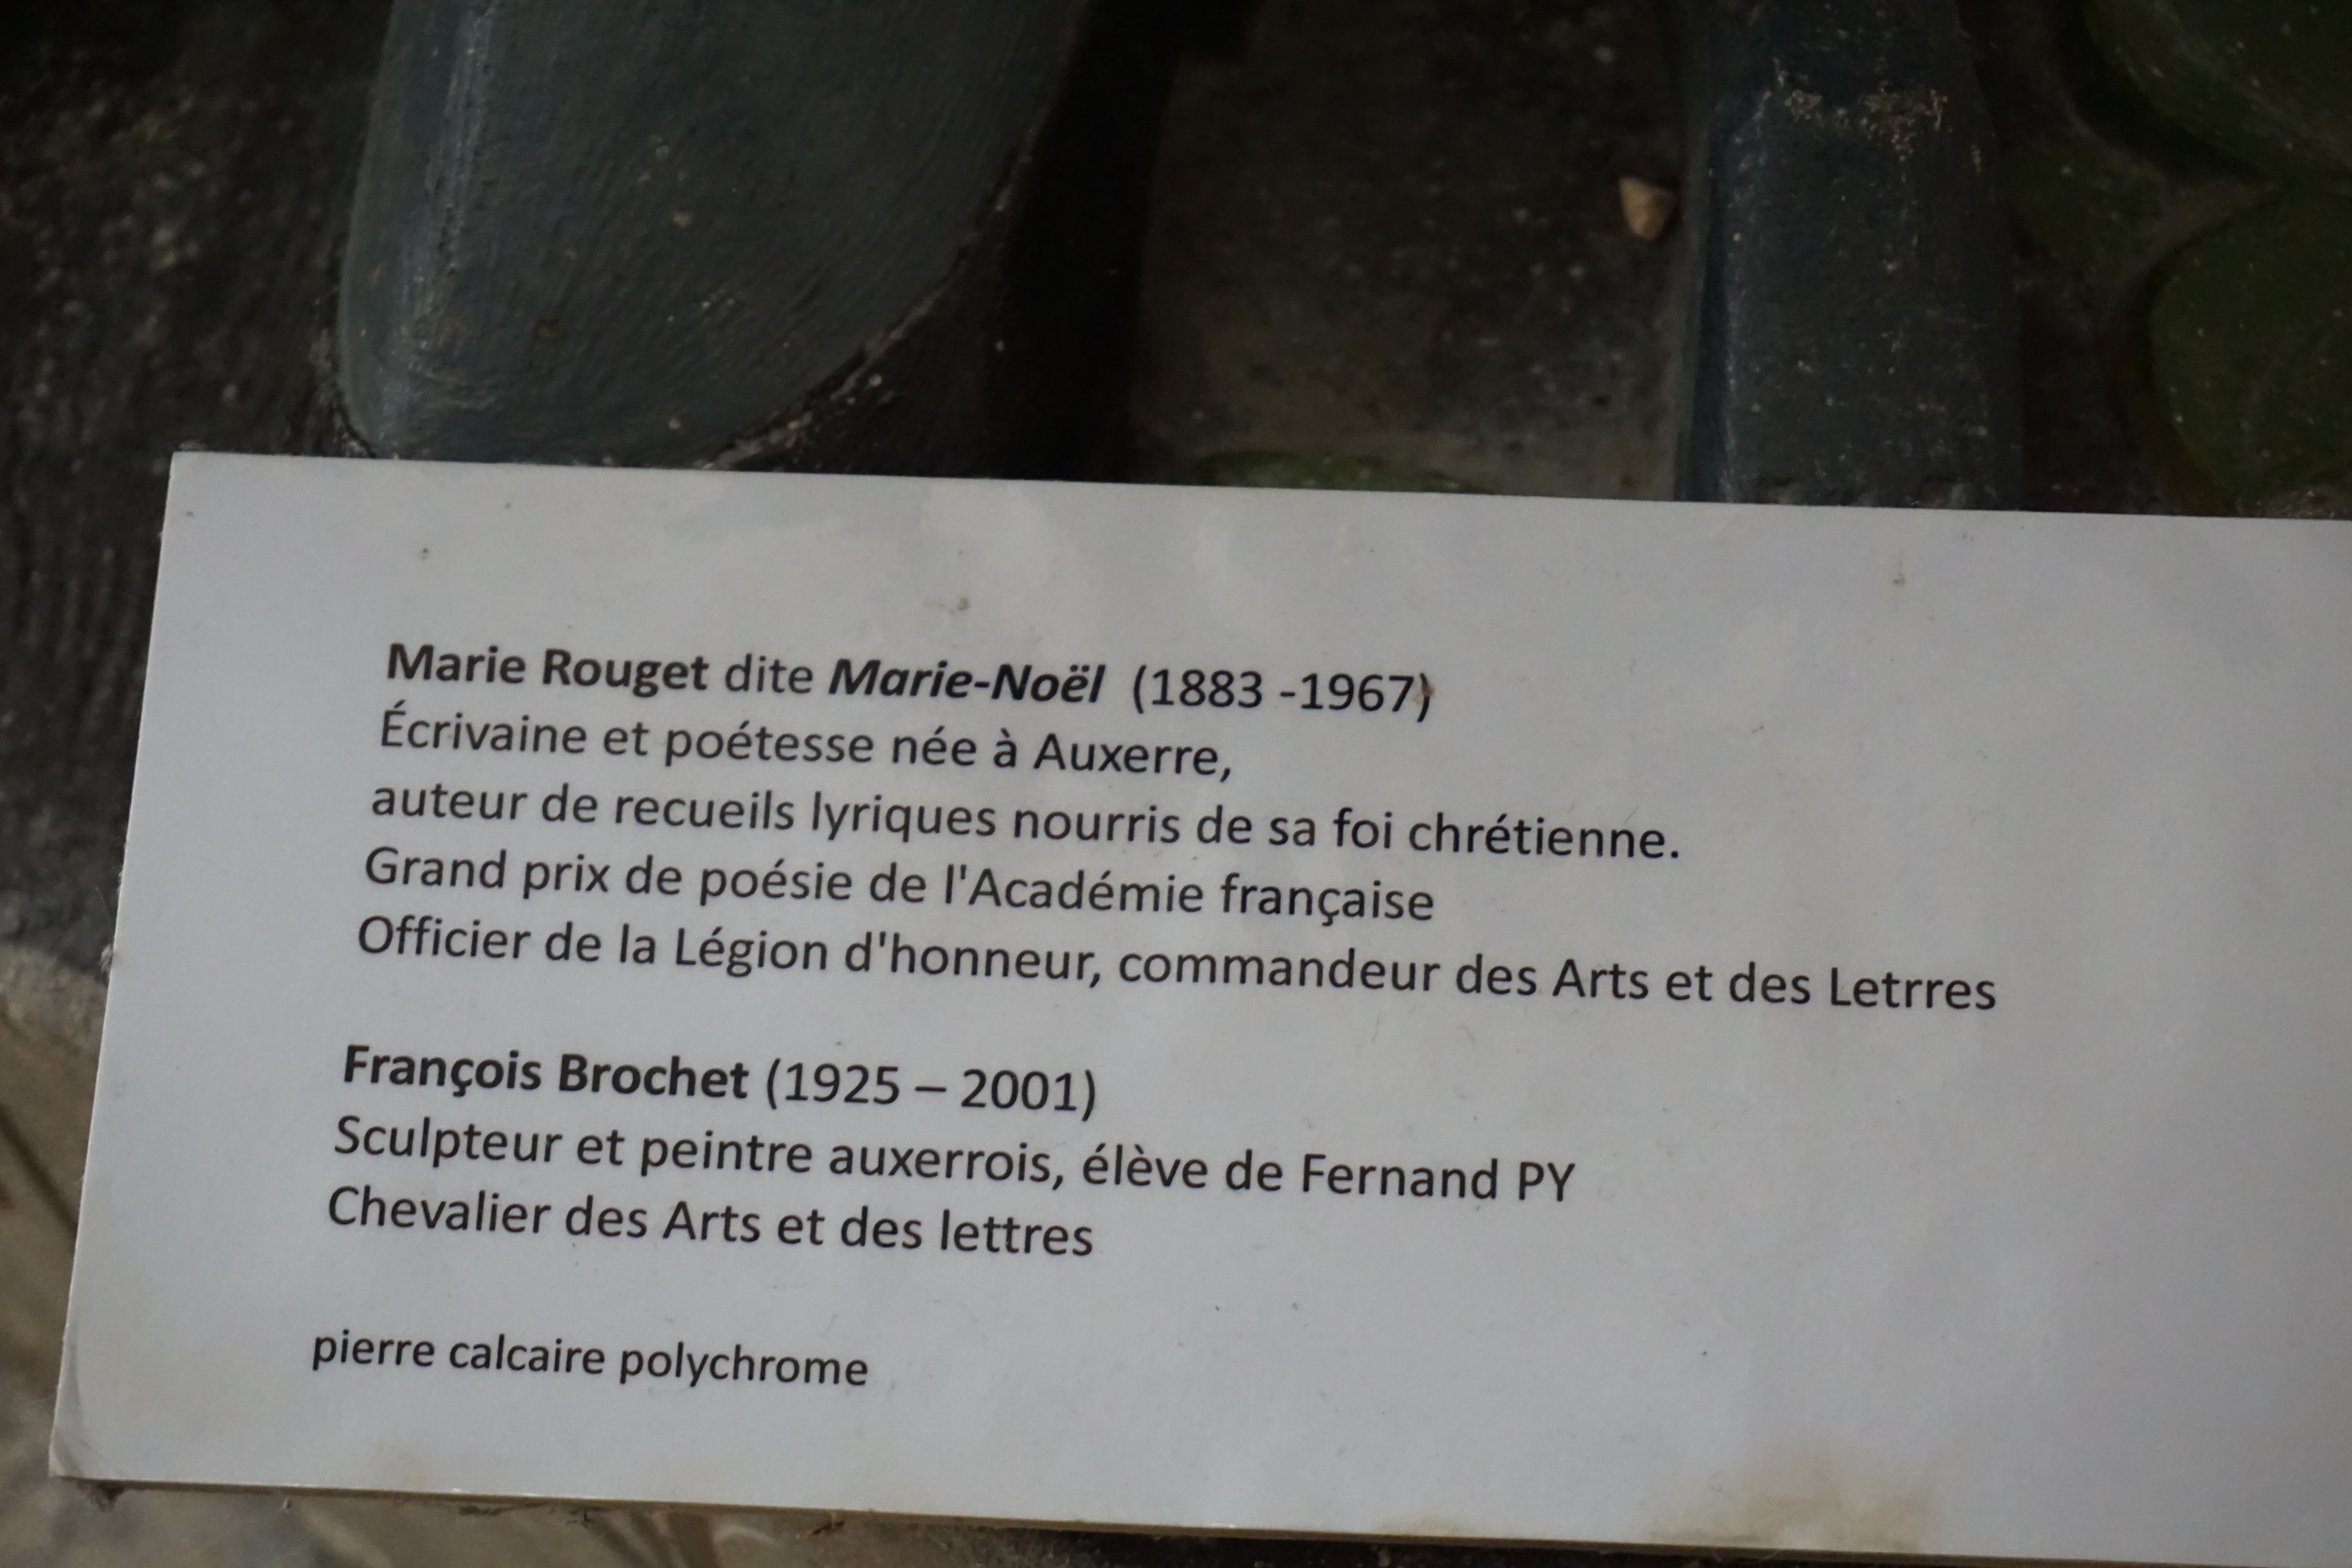 Marie Rouget dite Marie-Noël (1883 -1967)
Écrivaine et poétesse née à Auxerre,
auteur de recueils lyriques nourris de sa foi chrétienne.
Grand prix de poésie de l'Académie française
Officier de la Légion d'honneur, commandeur des Arts et des Letrres
François Brochet (1925 – 2001)
Sculpteur et peintre auxerrois, élève de Fernand PY
Chevalier des Arts et des lettres
pierre calcaire polychrome